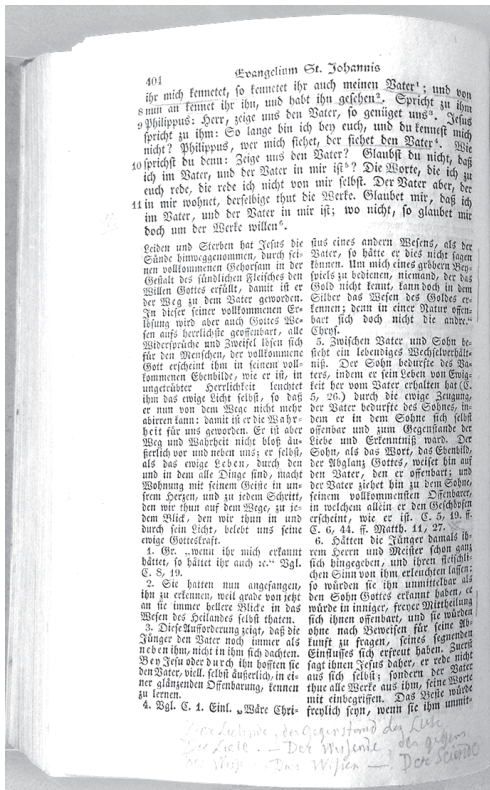 404 Evangelium St. Johannis
ihr mich kennetet, so kennetet ihr auch meinen Vater¹; und von
8 nun an kennet ihr ihn, und habt ihn gesehen². Spricht zu ihm
9 Philippus: Herr, zeige uns den Vater, so genüget uns³. Jesus
spricht zu ihm: So lange bin ich bey euch, und du kennest mich
nicht? Philippus, wer mich siehet, der siehet den Vater⁴. Wie
10 sprichst du denn: Zeige uns den Vater? Glaubst du nicht, daß
ich im Vater, und der Vater in mir ist⁵? Die Worte, die ich zu
euch rede, die rede ich nicht von mir selbst. Der Vater aber, der
11 in mir wohnet, derselbige thut die Werke. Glaubet mir, daß ich
im Vater, und der Vater in mir ist; wo nicht, so glaubet mir
doch um der Werke willen⁶.
Leiden und Sterben hat Jesus die
Sünde hinweggenommen, durch sei-
nen vollkommenen Gehorsam in der
Gestalt des sündlichen Fleisches den
Willen Gottes erfüllt, damit ist er
der Weg zu dem Vater geworden.
In dieser seiner vollkommenen Er-
lösung wird aber auch Gottes We-
sen aufs herrlichste geoffenbart, alle
Widersprüche und Zweifel lösen sich
für den Menschen, der vollkommene
Gott erscheint ihm in seinem voll-
kommenen Ebenbilde, wie er ist, in
ungetrübter Herrlichkeit leuchtet
ihm das ewige Licht selbst, so daß
er nun von dem Wege nicht mehr
abirren kann: damit ist er die Wahr-
heit für uns geworden. Er ist aber
Weg und Wahrheit nicht bloß äu-
ßerlich vor und neben uns; er selbst,
als das ewige Leben, durch den
und in dem alle Dinge sind, macht
Wohnung mit seinem Geiste in un-
srem Herzen, und zu jedem Schritt,
den wir thun auf dem Wege, zu je-
dem Blick, den wir thun in und
durch sein Licht, belebt uns seine
ewige Gotteskraft.
1. Gr. „wenn ihr mich erkannt
hättet, so hättet ihr auch ꝛc.“ Vgl.
C. 8, 19.
2. Sie hatten nun angefangen,
ihn zu erkennen, weil grade von jetzt
an sie immer hellere Blicke in das
Wesen des Heilandes selbst thaten.
3. Diese Aufforderung zeigt, daß die
Jünger den Vater noch immer als
neben ihm, nicht in ihm sich dachten.
Bey Jesu oder durch ihn hofften sie
den Vater, viell. selbst äußerlich, in ei-
ner glänzenden Offenbarung, kennen
zu lernen.
4. Vgl. C. 1. Einl. „Wäre Chri-
stus eines andern Wesens, als der
Vater, so hätte er dies nicht sagen
können. Um mich eines gröbern Bey-
spiels zu bedienen, niemand, der das
Gold nicht kennt, kann doch in dem
Silber das Wesen des Goldes er-
kennen; denn in einer Natur offen-
bart sich doch nicht die andre.“
Chrys.
5. Zwischen Vater und Sohn be-
steht ein lebendiges Wechselverhält-
niß. Der Sohn bedurfte des Va-
ters, indem er sein Leben von Ewig-
keit her vom Vater erhalten hat (C.
5, 26.) durch die ewige Zeugung,
der Vater bedurfte des Sohnes, in-
dem er in dem Sohne sich selbst
offenbar und zum Gegenstande der
Liebe und Erkenntniß ward. Der
Sohn, als das Wort, das Ebenbild,
der Abglanz Gottes, weiset hin auf
den Vater, den er offenbart; und
der Vater ziehet hin zu dem Sohne,
seinem vollkommensten Offenbarer,
in welchem allein er den Geschöpfen
erscheint, wie er ist. C. 5, 19. ff.
C. 6, 44. ff. Matth. 11, 27.
6. Hätten die Jünger damals ih-
rem Herrn und Meister schon ganz
sich hingegeben, und ihren fleischli-
chen Sinn von ihm erleuchten lassen:
so würden sie ihn unmittelbar als
den Sohn Gottes erkannt haben, er
würde in inniger, freyer Mittheilung
sich ihnen offenbart, und sie würden
ohne nach Beweisen für seine Ab-
kunft zu fragen, seines segnenden
Einflusses sich erfreut haben. Zuerst
sagt ihnen Jesus daher, er rede nicht
aus sich selbst; sondern der Vater
thue alle Werke aus ihm, seine Worte
mit einbegriffen. Das Beste würde
freylich seyn, wenn sie ihm unmit-
Der Liebende, der Gegenstand der Liebe
Die Liebe. — Der Wissende, der gegens.
Das Wissen —